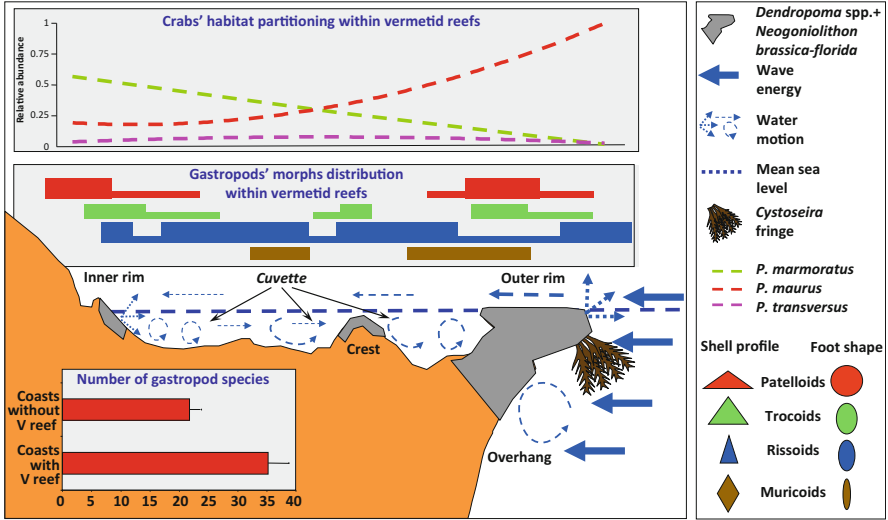 Crabs' habitat partitioning within vermetid reefs
Relative abundance
1
0.75
0.5
0.25
0
Gastropods' morphs distribution
within vermetid reefs
Inner rim
Cuvette
Outer rim
Crest
Overhang
Number of gastropod species
Coasts
without
V reef
Coasts
with
V reef
0 5 10 15 20 25 30 35 40
Dendropoma spp.+
Neogoniolithon
brassica-florida
Wave
energy
Water
motion
Mean sea
level
Cystoseira
fringe
P. marmoratus
P. maurus
P. transversus
Shell profile Foot shape
Patelloids
Trocoids
Rissoids
Muricoids